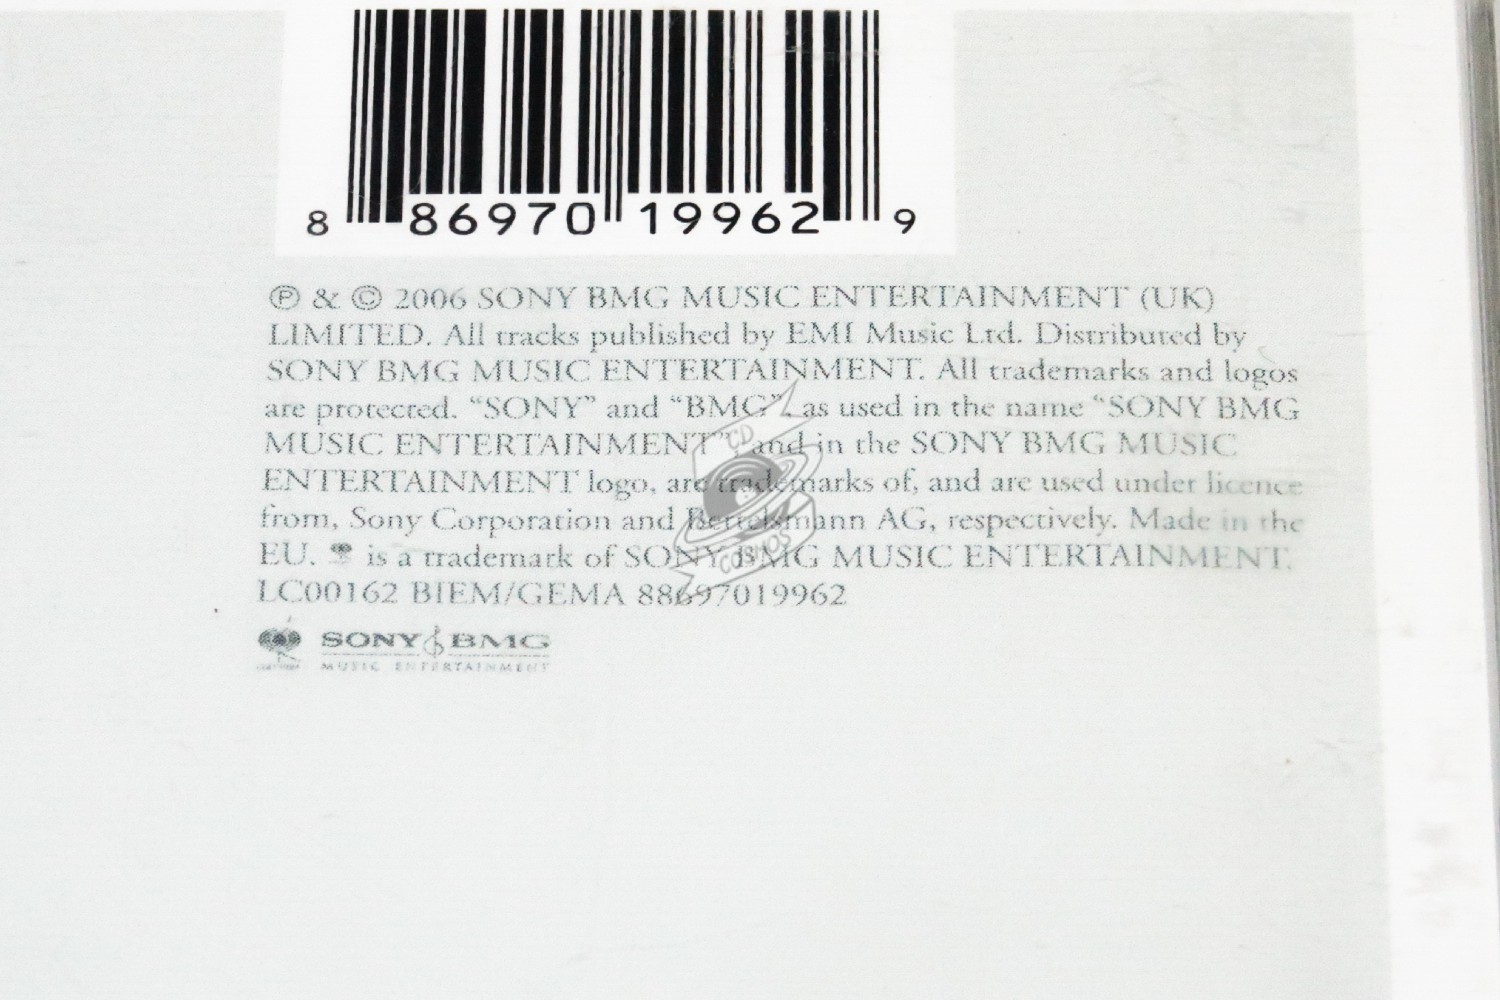 8 86970 19962 9
℗ & © 2006 SONY BMG MUSIC ENTERTAINMENT (UK)
LIMITED. All tracks published by EMI Music Ltd. Distributed by
SONY BMG MUSIC ENTERTAINMENT. All trademarks and logos
are protected. “SONY” and “BMG”, as used in the name “SONY BMG
MUSIC ENTERTAINMENT” and in the SONY BMG MUSIC
ENTERTAINMENT logo, are trademarks of, and are used under licence
from, Sony Corporation and Bertelsmann AG, respectively. Made in the
EU. is a trademark of SONY BMG MUSIC ENTERTAINMENT.
LC00162 BIEM/GEMA 88697019962
SONY BMG
MUSIC ENTERTAINMENT
CD
COSMOS